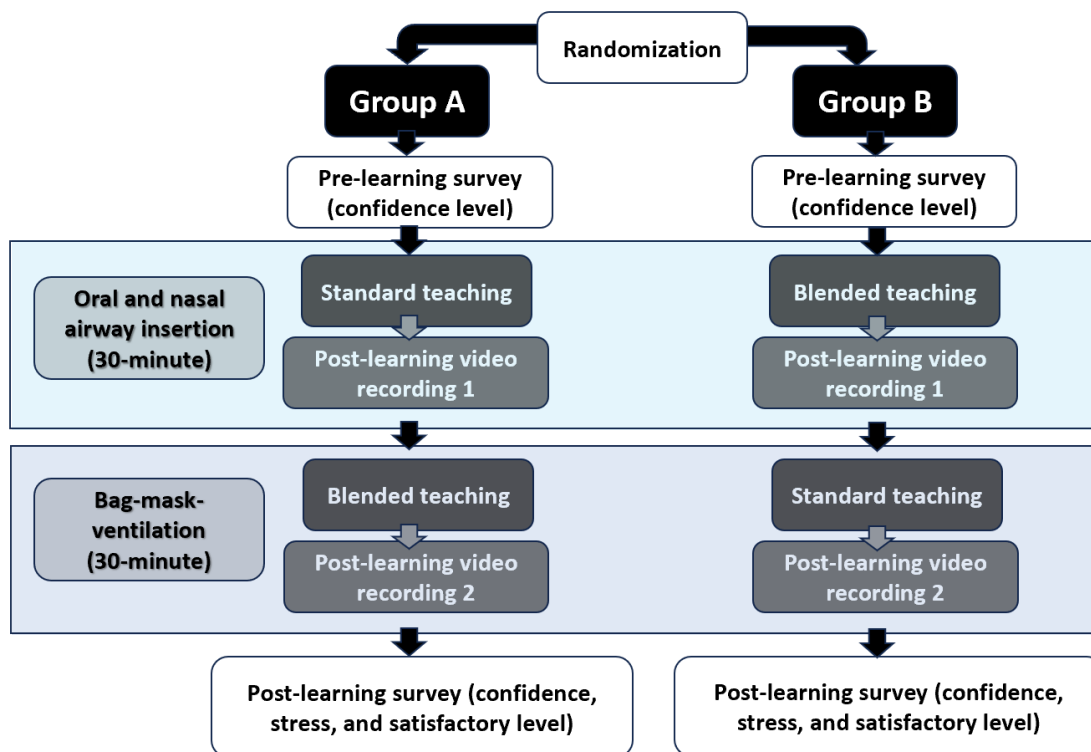 Randomization
Group A
Group B
Pre-learning survey
(confidence level)
Pre-learning survey
(confidence level)
Oral and nasal
airway insertion
(30-minute)
Standard teaching
Post-learning video
recording 1
Blended teaching
Post-learning video
recording 1
Bag-mask-
ventilation
(30-minute)
Blended teaching
Post-learning video
recording 2
Standard teaching
Post-learning video
recording 2
Post-learning survey (confidence,
stress, and satisfactory level)
Post-learning survey (confidence,
stress, and satisfactory level)